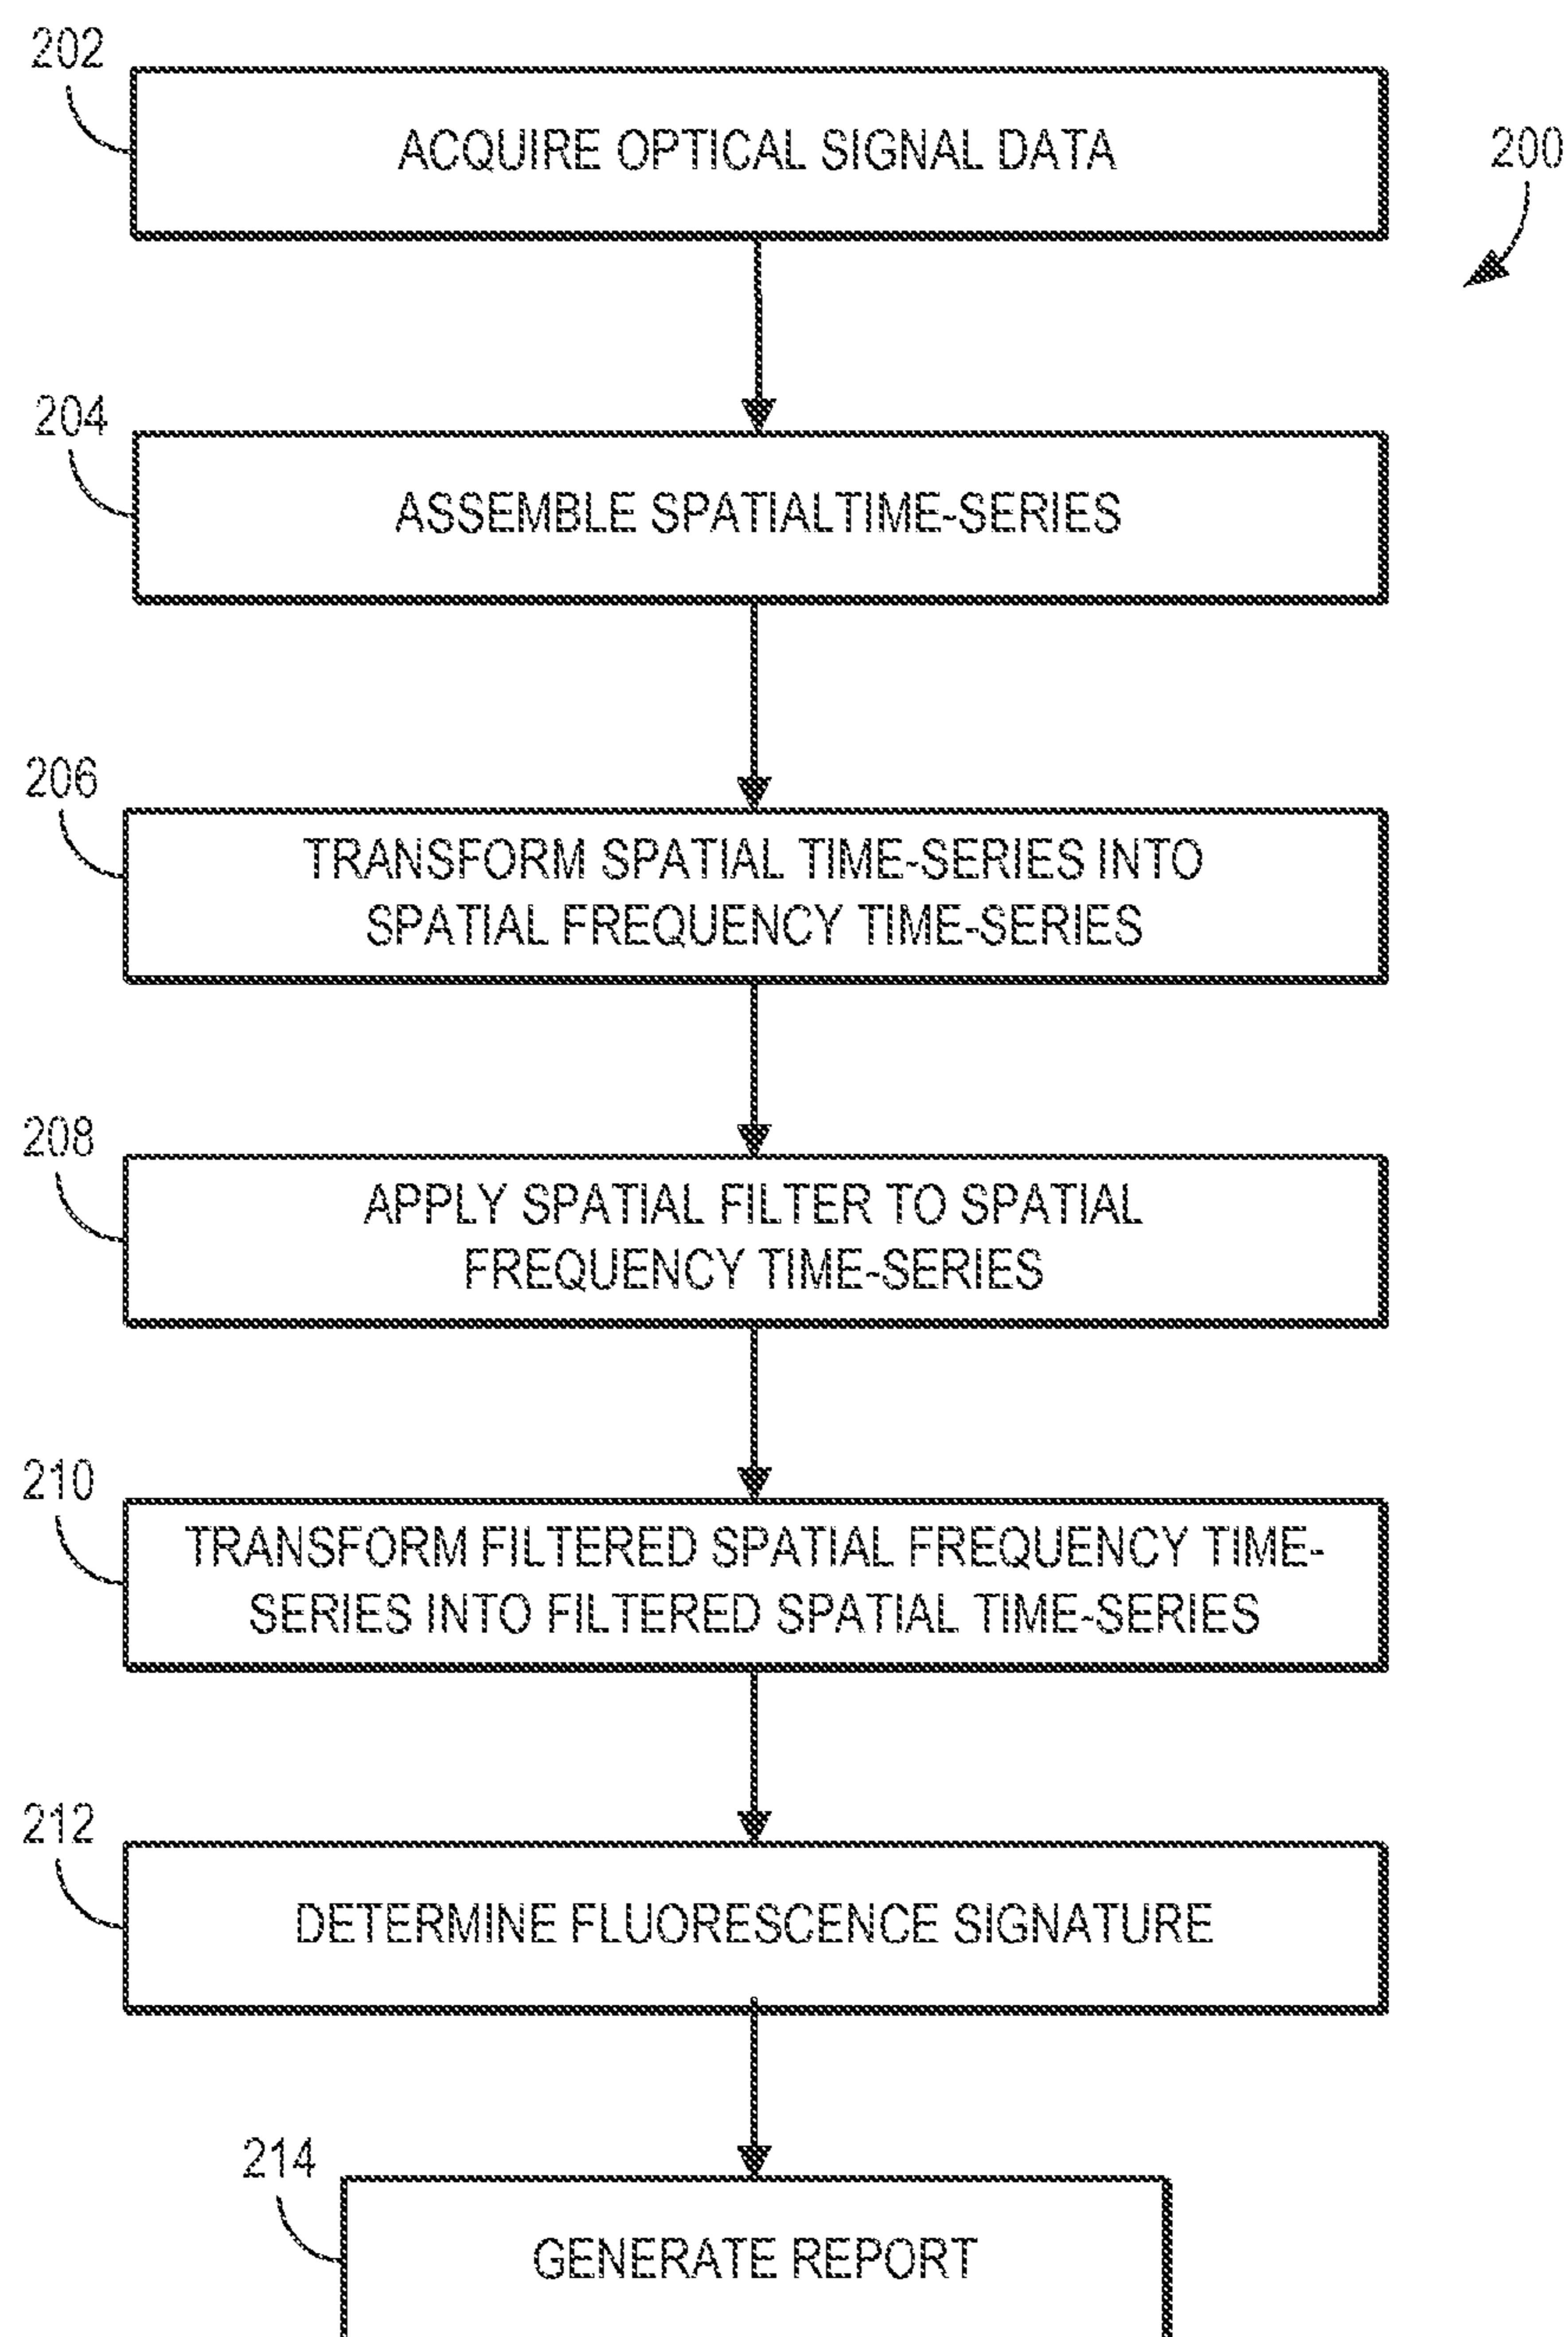 202
ACQUIRE OPTICAL SIGNAL DATA
200
204
ASSEMBLE SPATIALTIME-SERIES
206
TRANSFORM SPATIAL TIME-SERIES INTO
SPATIAL FREQUENCY TIME-SERIES
208
APPLY SPATIAL FILTER TO SPATIAL
FREQUENCY TIME-SERIES
210
TRANSFORM FILTERED SPATIAL FREQUENCY TIME-
SERIES INTO FILTERED SPATIAL TIME-SERIES
212
DETERMINE FLUORESCENCE SIGNATURE
214
GENERATE REPORT